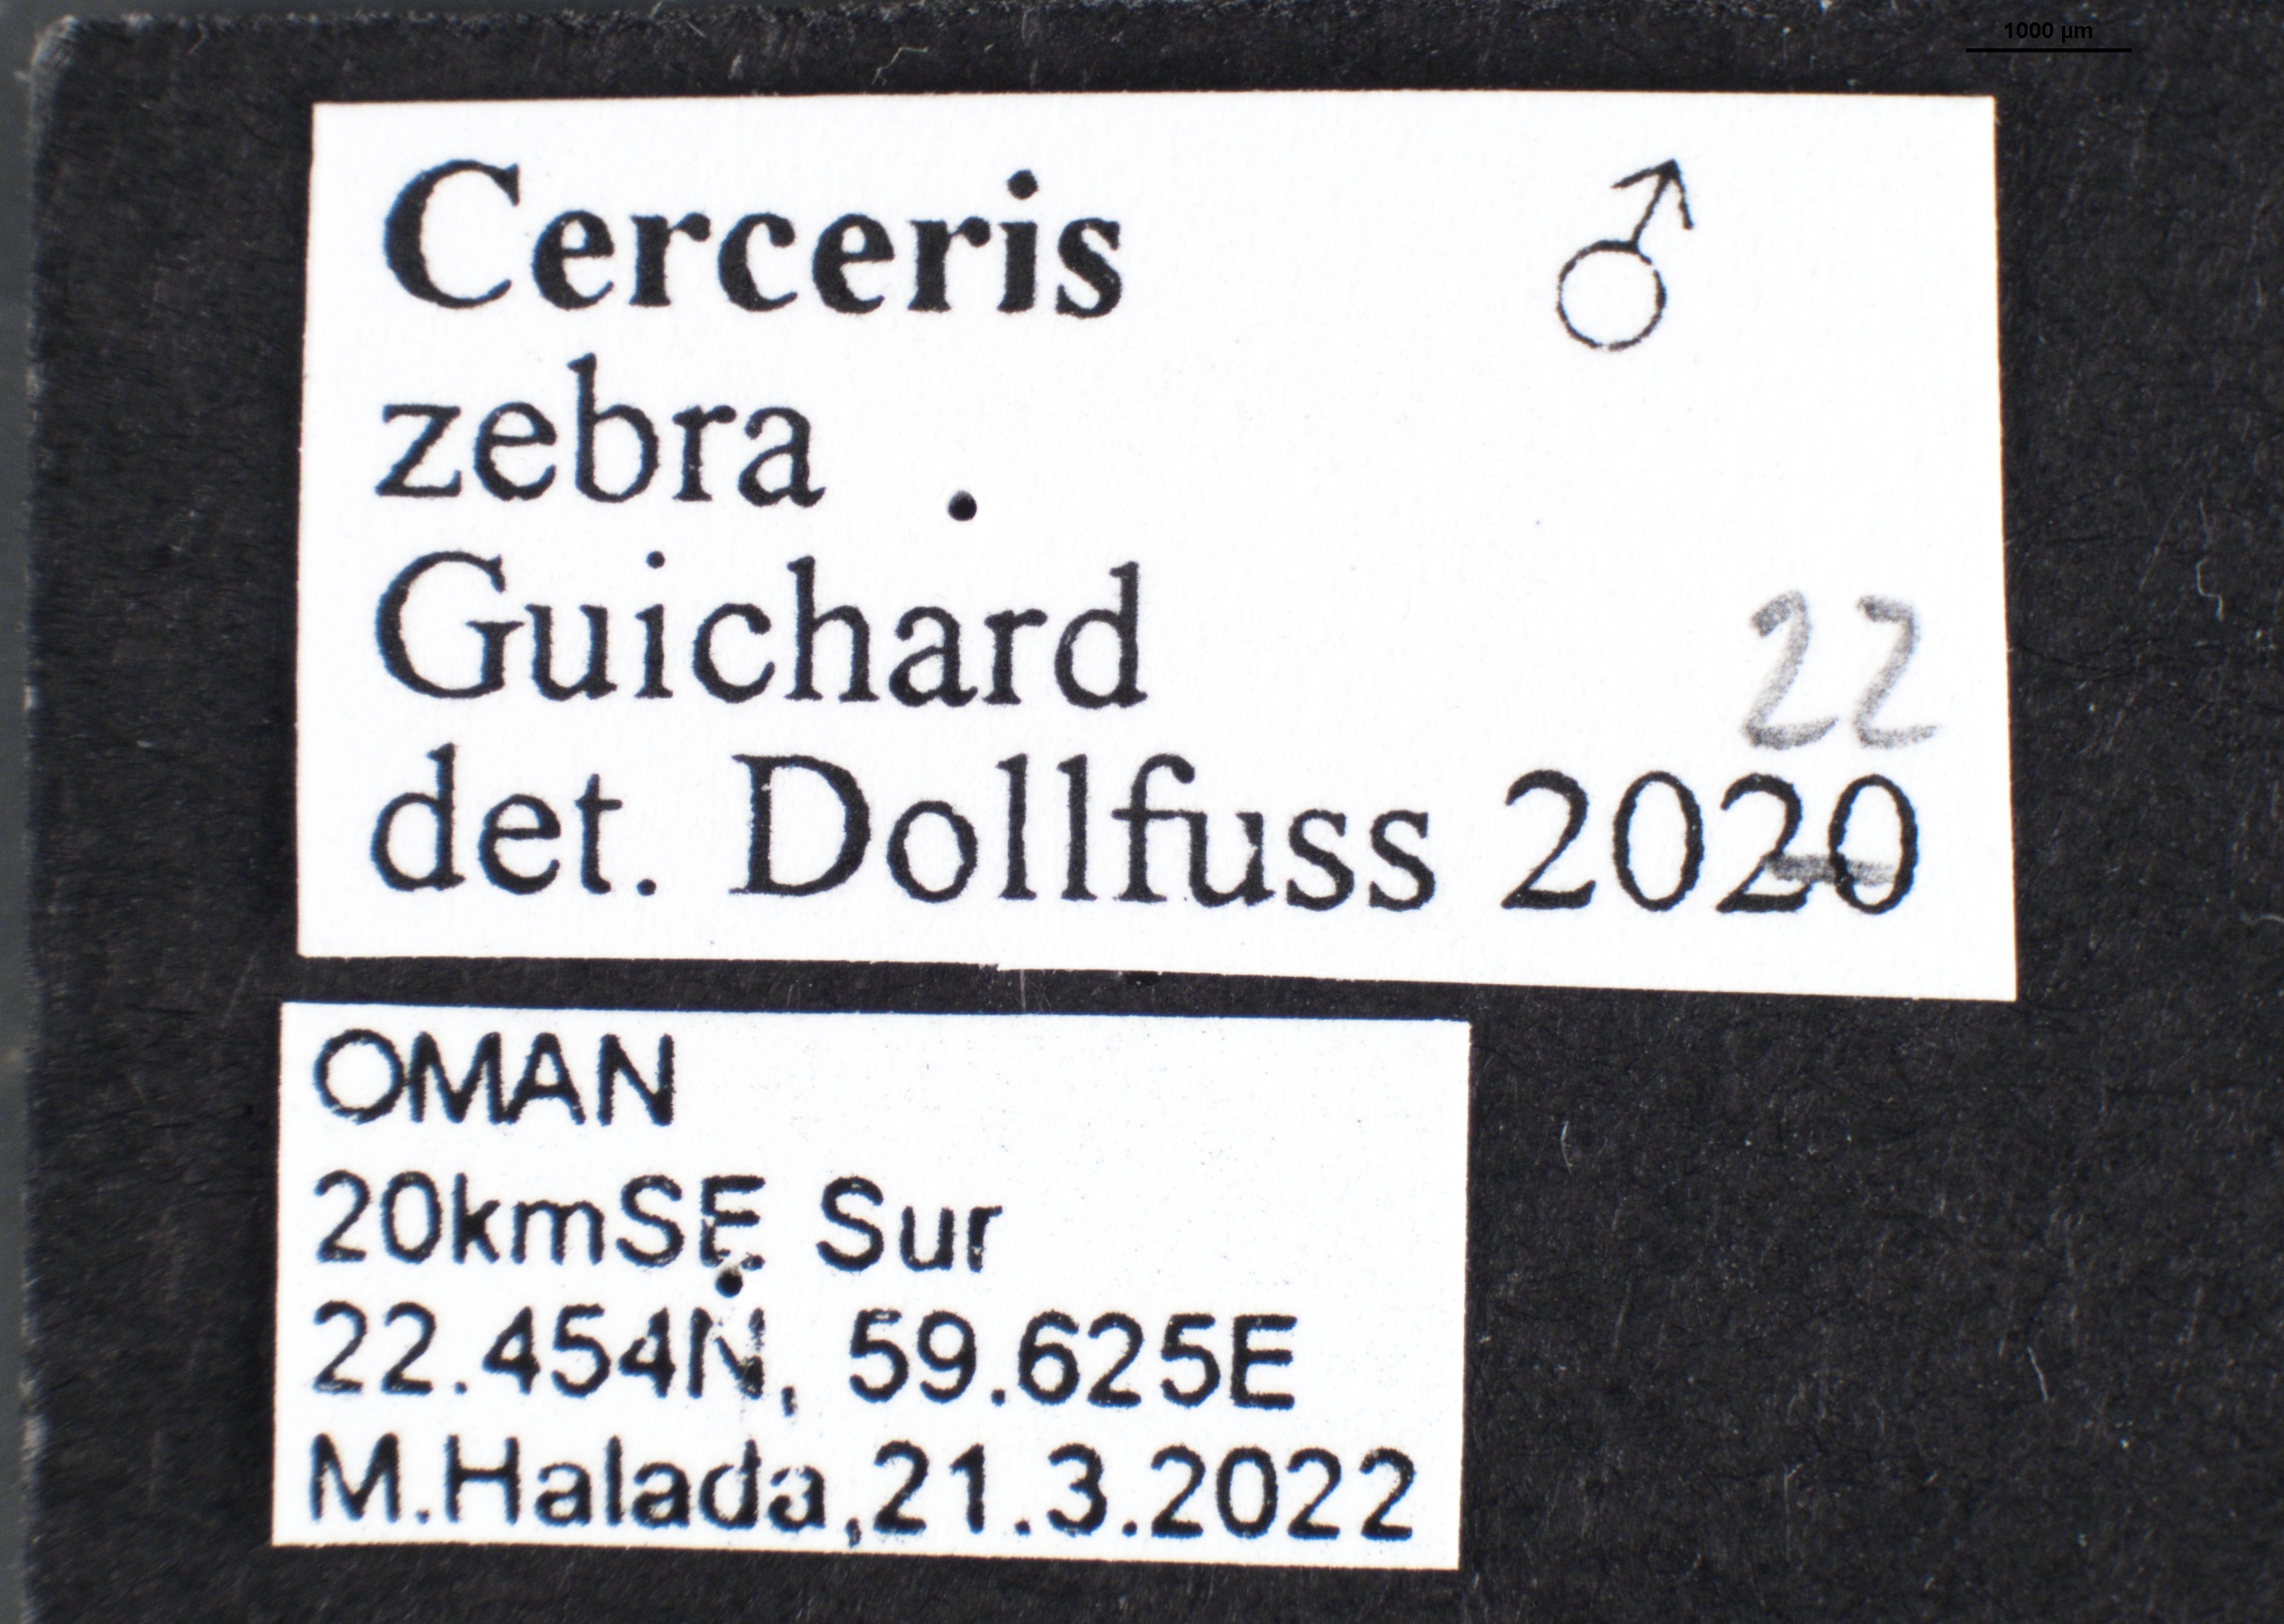 1000 µm
Cerceris ♂
zebra
Guichard
22
det. Dollfuss 2020
OMAN
20kmSE Sur
22.454N, 59.625E
M.Halada,21.3.2022